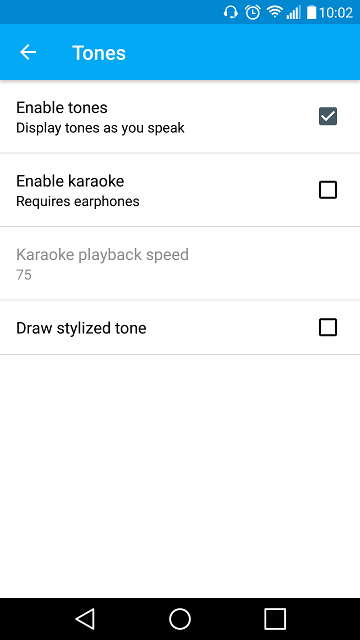 10:02
Tones
Enable tones
Display tones as you speak
Enable karaoke
Requires earphones
Karaoke playback speed
75
Draw stylized tone